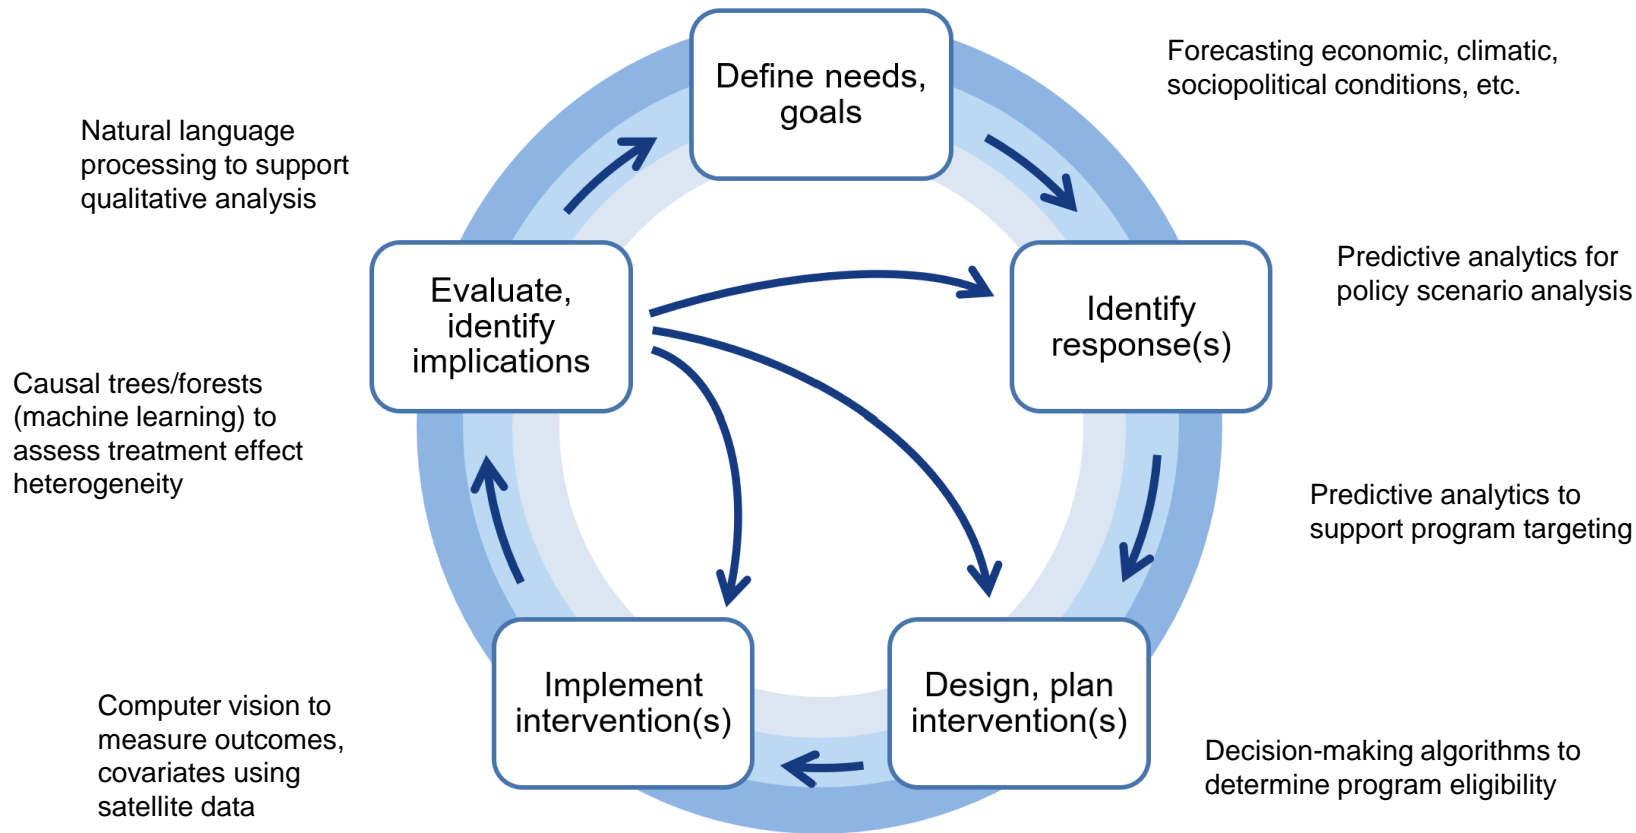 Define needs,
goals
Forecasting economic, climatic,
sociopolitical conditions, etc.
Natural language
processing to support
qualitative analysis
Evaluate,
identify
implications
Identify
response(s)
Predictive analytics for
policy scenario analysis
Causal trees/forests
(machine learning) to
assess treatment effect
heterogeneity
Predictive analytics to
support program targeting
Implement
intervention(s)
Design, plan
intervention(s)
Computer vision to
measure outcomes,
covariates using
satellite data
Decision-making algorithms to
determine program eligibility